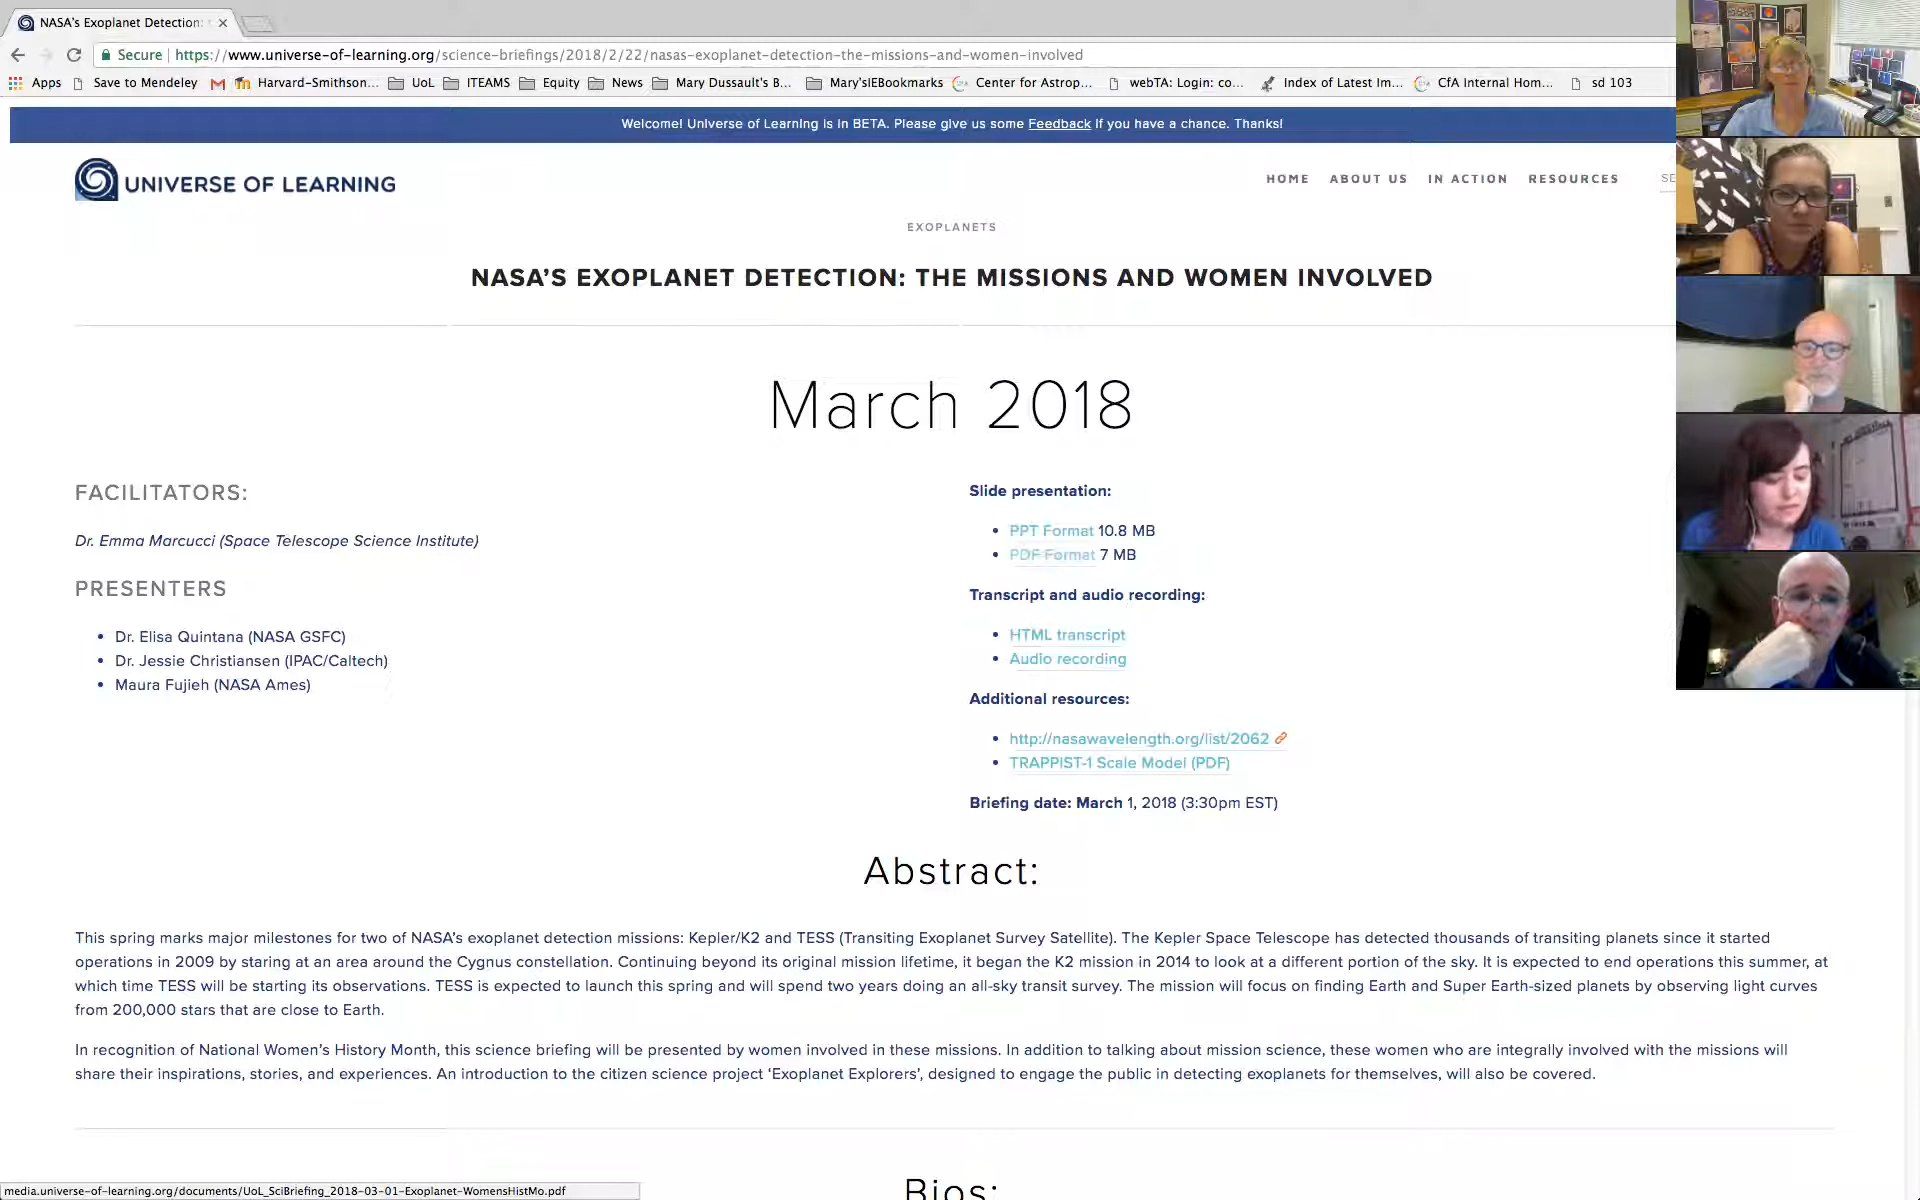 NASA's Exoplanet Detection:
Secure
https://www.universe-of-learning.org/science-briefings/2018/2/22/nasas-exoplanet-detection-the-missions-and-women-involved
Apps Save to Mendeley Harvard-Smithson... UoL ITEAMS Equity News Mary Dussault's B... Mary'sIEBookmarks Center for Astrop... webTA: Login: co... Index of Latest Im... CfA Internal Hom... sd 103
Welcome! Universe of Learning is in BETA. Please give us some Feedback if you have a chance. Thanks!
UNIVERSE OF LEARNING
HOME ABOUT US IN ACTION RESOURCES SE
EXOPLANETS
NASA'S EXOPLANET DETECTION: THE MISSIONS AND WOMEN INVOLVED
March 2018
FACILITATORS:
Dr. Emma Marcucci (Space Telescope Science Institute)
PRESENTERS
• Dr. Elisa Quintana (NASA GSFC)
• Dr. Jessie Christiansen (IPAC/Caltech)
• Maura Fujieh (NASA Ames)
Slide presentation:
• PPT Format 10.8 MB
• PDF Format 7 MB
Transcript and audio recording:
• HTML transcript
• Audio recording
Additional resources:
• http://nasawavelength.org/list/2062
• TRAPPIST-1 Scale Model (PDF)
Briefing date: March 1, 2018 (3:30pm EST)
Abstract:
This spring marks major milestones for two of NASA's exoplanet detection missions: Kepler/K2 and TESS (Transiting Exoplanet Survey Satellite). The Kepler Space Telescope has detected thousands of transiting planets since it started
operations in 2009 by staring at an area around the Cygnus constellation. Continuing beyond its original mission lifetime, it began the K2 mission in 2014 to look at a different portion of the sky. It is expected to end operations this summer, at
which time TESS will be starting its observations. TESS is expected to launch this spring and will spend two years doing an all-sky transit survey. The mission will focus on finding Earth and Super Earth-sized planets by observing light curves
from 200,000 stars that are close to Earth.
In recognition of National Women's History Month, this science briefing will be presented by women involved in these missions. In addition to talking about mission science, these women who are integrally involved with the missions will
share their inspirations, stories, and experiences. An introduction to the citizen science project 'Exoplanet Explorers', designed to engage the public in detecting exoplanets for themselves, will also be covered.
Bios:
media.universe-of-learning.org/documents/UoL_SciBriefing_2018-03-01-Exoplanet-WomensHistMo.pdf